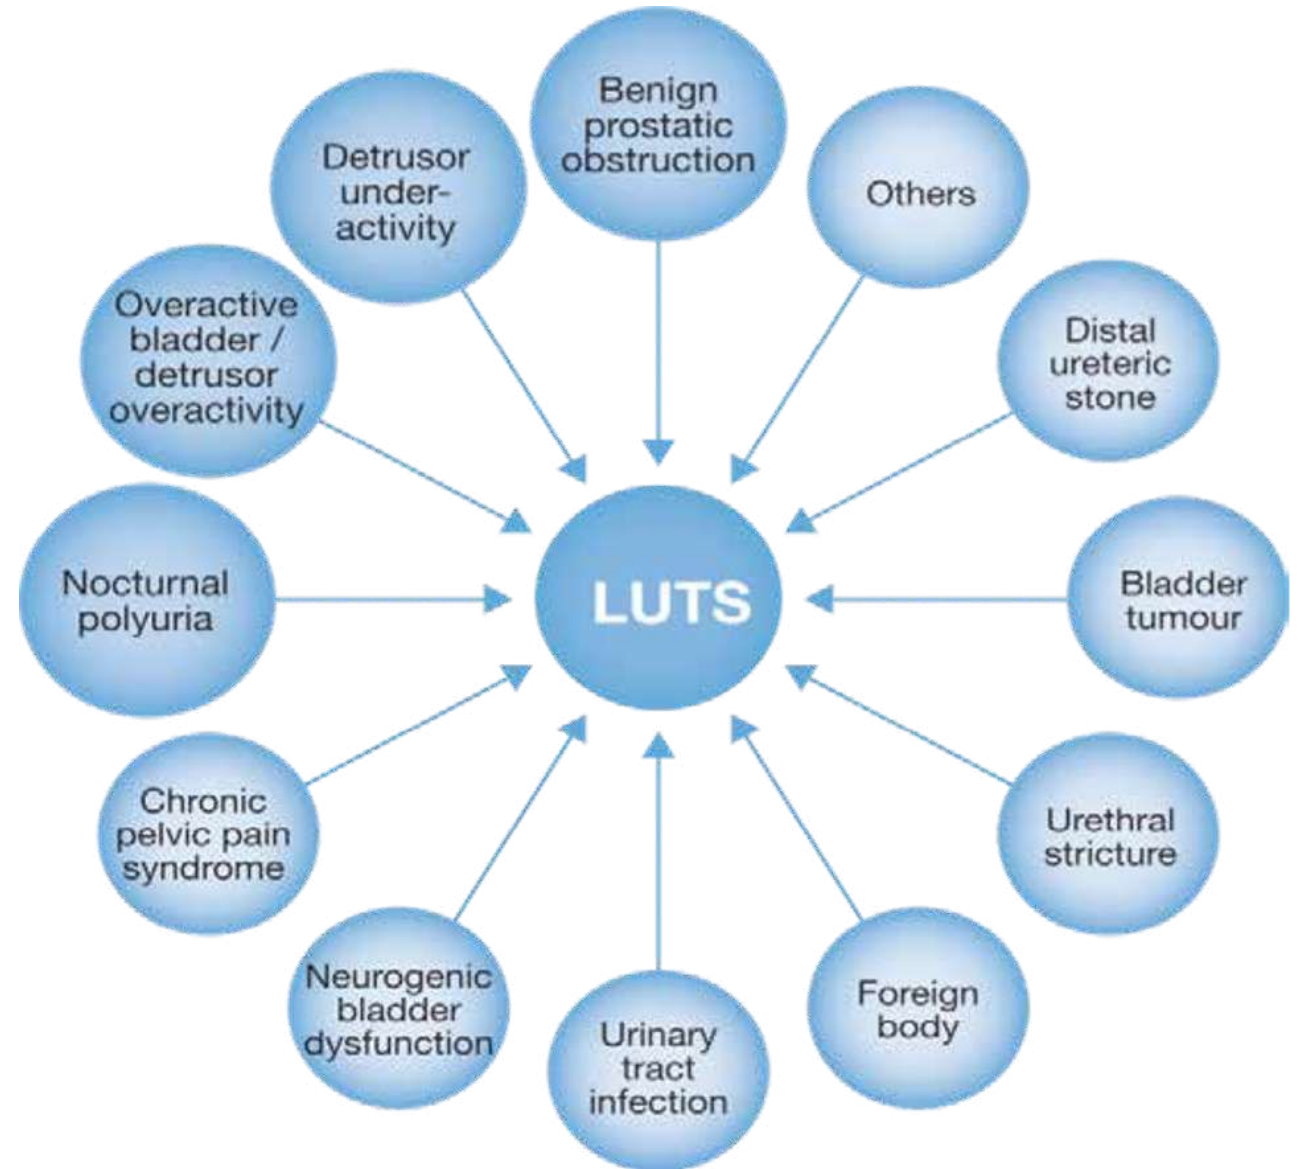 Benign
prostatic
obstruction
Others
Distal
ureteric
stone
Bladder
tumour
Urethral
stricture
Foreign
body
Urinary
tract
infection
Neurogenic
bladder
dysfunction
Chronic
pelvic pain
syndrome
Nocturnal
polyuria
Overactive
bladder /
detrusor
overactivity
Detrusor
under-
activity
LUTS